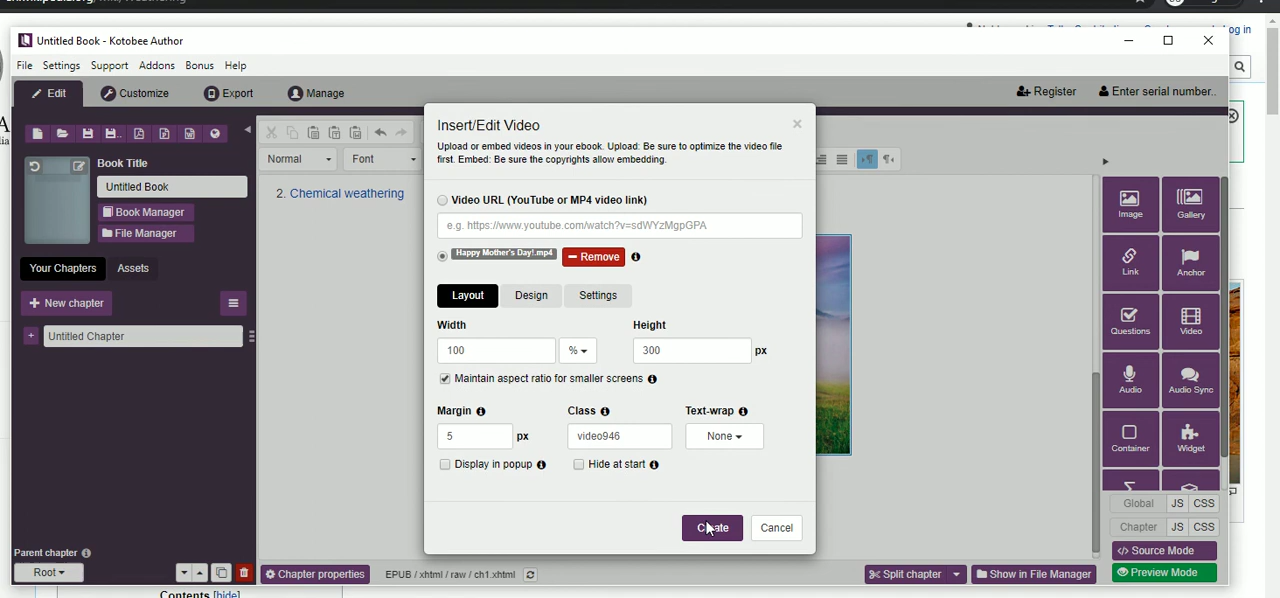 Untitled Book - Kotobee Author
File Settings Support Addons Bonus Help
Edit Customize Export Manage Register Enter serial number..
Book Title
Untitled Book
Book Manager
File Manager
Your Chapters Assets
+ New chapter
+ Untitled Chapter
Parent chapter
Root
Normal Font
2. Chemical weathering
Insert/Edit Video
Upload or embed videos in your ebook. Upload: Be sure to optimize the video file
first. Embed: Be sure the copyrights allow embedding.
Video URL (YouTube or MP4 video link)
e.g. https://www.youtube.com/watch?v=sdWYzMgpGPA
Happy Mother's Day!.mp4 Remove
Layout Design Settings
Width Height
100 % 300 px
Maintain aspect ratio for smaller screens
Margin Class Text-wrap
5 px video946 None
Display in popup Hide at start
Create Cancel
Image Gallery
Link Anchor
Questions Video
Audio Audio Sync
Container Widget
Global JS CSS
Chapter JS CSS
</> Source Mode
Preview Mode
Chapter properties EPUB / xhtml / raw / ch1.xhtml Split chapter Show in File Manager
Contents [hide]